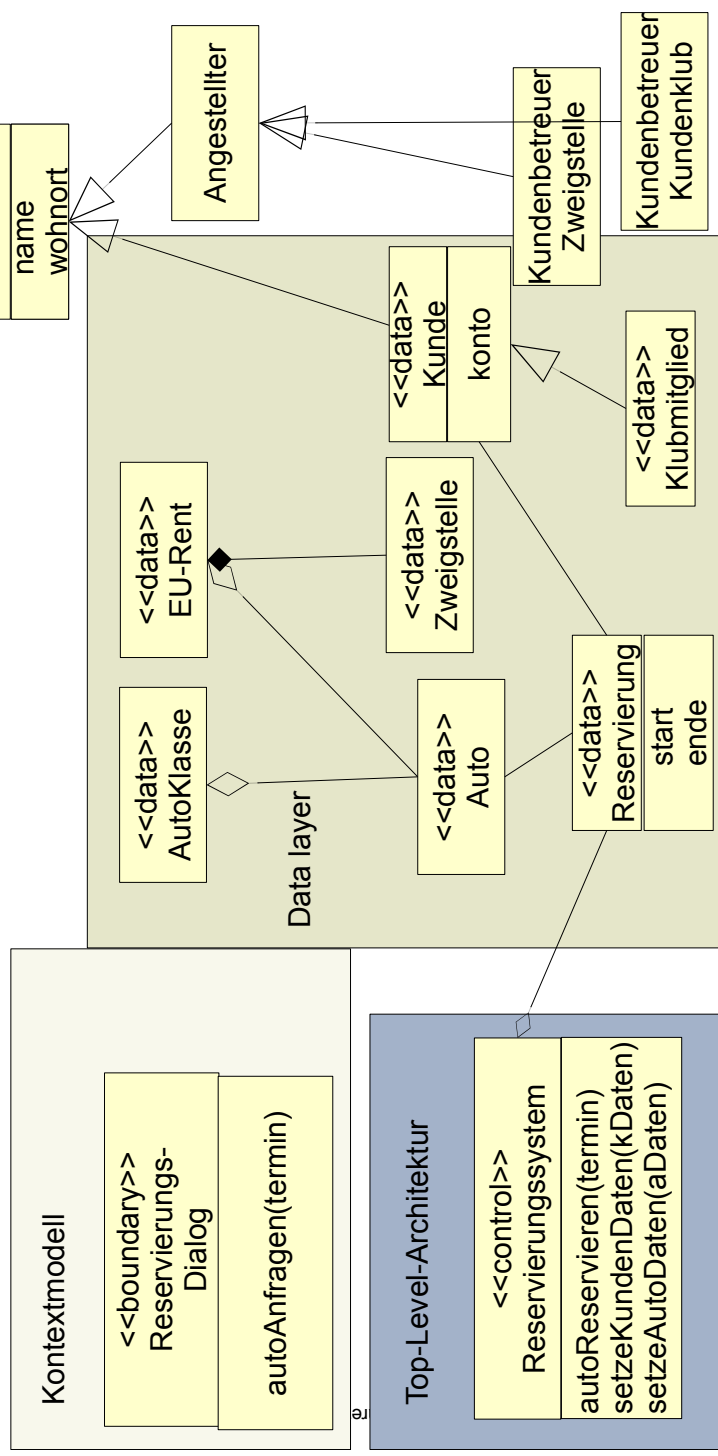 Kontextmodell
<<boundary>>
Reservierungs-
Dialog
autoAnfragen(termin)
Top-Level-Architektur
<<control>>
Reservierungssystem
autoReservieren(termin)
setzeKundenDaten(kDaten)
setzeAutoDaten(aDaten)
Data layer
<<data>>
AutoKlasse
<<data>>
EU-Rent
<<data>>
Auto
<<data>>
Zweigstelle
<<data>>
Reservierung
start
ende
<<data>>
Kunde
konto
<<data>>
Klubmitglied
name
wohnort
Angestellter
Kundenbetreuer
Zweigstelle
Kundenbetreuer
Kundenklub